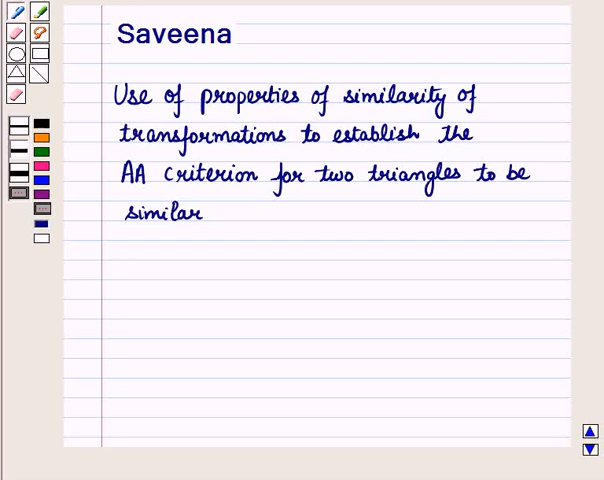 Saveena
Use of properties of similarity of
transformations to establish the
AA criterion for two triangles to be
similar